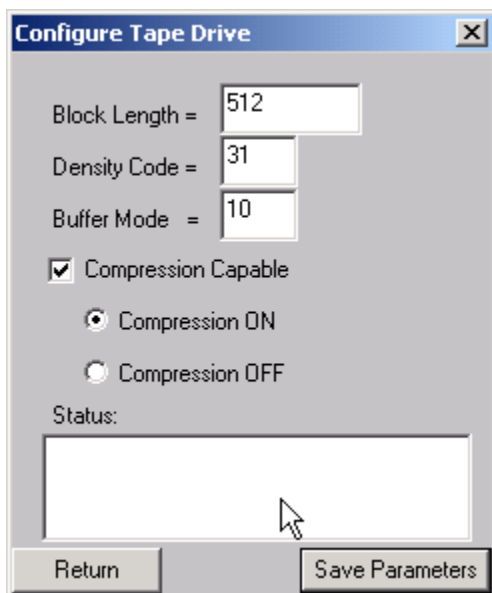 Configure Tape Drive
Block Length = 512
Density Code = 31
Buffer Mode = 10
Compression Capable
Compression ON
Compression OFF
Status:
Return Save Parameters